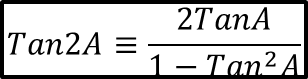 Tan2A ≡ 2TanA / 1 − Tan²A